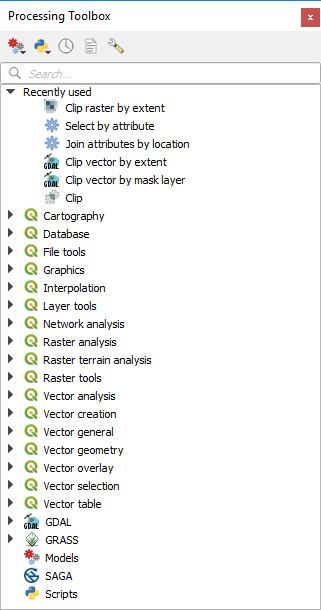 Processing Toolbox
x
Search...
Recently used
Clip raster by extent
Select by attribute
Join attributes by location
GDAL Clip vector by extent
GDAL Clip vector by mask layer
Clip
Cartography
Database
File tools
Graphics
Interpolation
Layer tools
Network analysis
Raster analysis
Raster terrain analysis
Raster tools
Vector analysis
Vector creation
Vector general
Vector geometry
Vector overlay
Vector selection
Vector table
GDAL GDAL
GRASS
Models
SAGA
Scripts